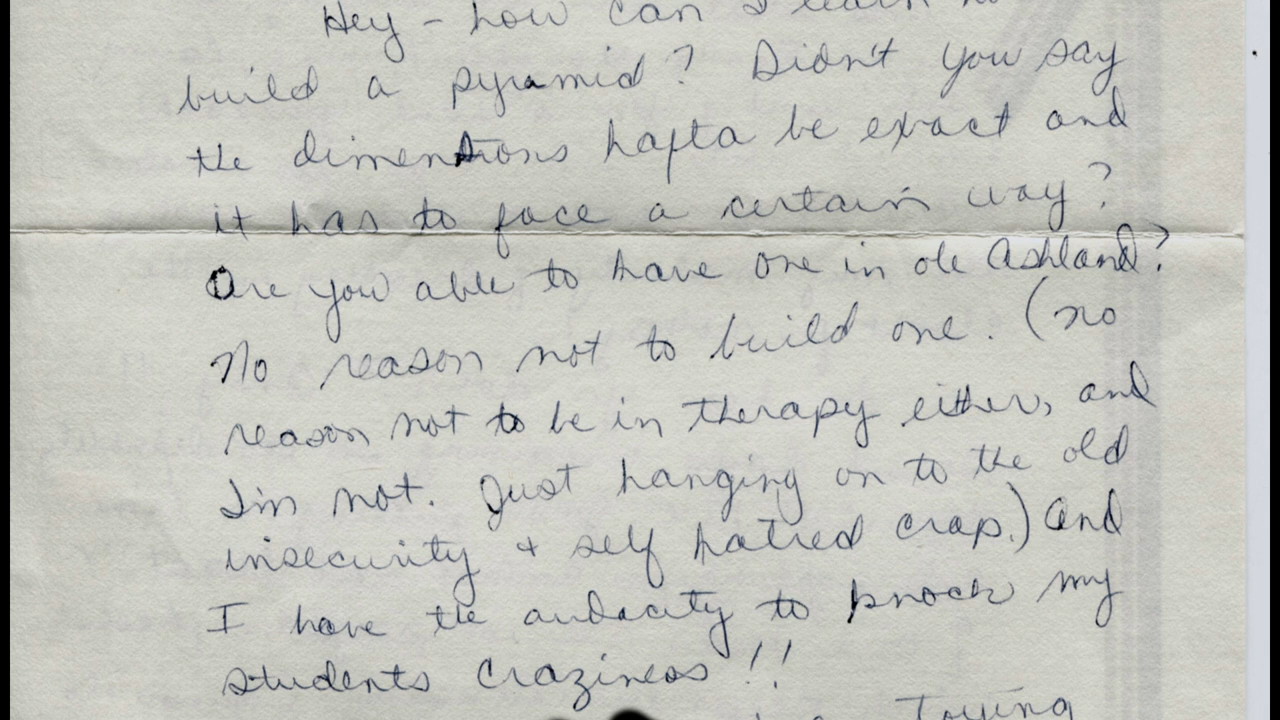 Hey - how can I learn to
build a pyramid? Didn't you say
the dimentions hafta be exact and
it has to face a certain way?
Are you able to have one in ole Ashland?
No reason not to build one. (no
reason not to be in therapy either, and
I'm not. Just hanging on to the old
insecurity + self hatred crap.) And
I have the audacity to knock my
students craziness!!
Toying